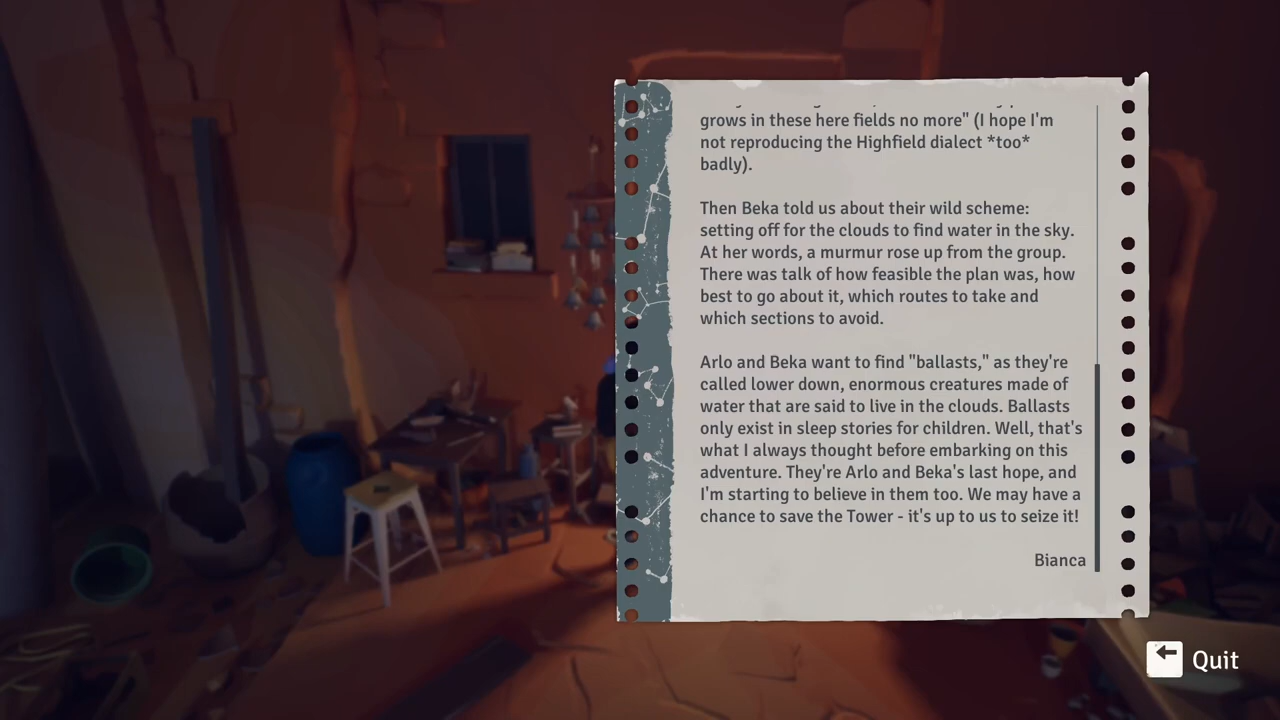 grows in these here fields no more" (I hope I'm
not reproducing the Highfield dialect *too*
badly).
Then Beka told us about their wild scheme:
setting off for the clouds to find water in the sky.
At her words, a murmur rose up from the group.
There was talk of how feasible the plan was, how
best to go about it, which routes to take and
which sections to avoid.
Arlo and Beka want to find "ballasts," as they're
called lower down, enormous creatures made of
water that are said to live in the clouds. Ballasts
only exist in sleep stories for children. Well, that's
what I always thought before embarking on this
adventure. They're Arlo and Beka's last hope, and
I'm starting to believe in them too. We may have a
chance to save the Tower - it's up to us to seize it!
Bianca
Quit